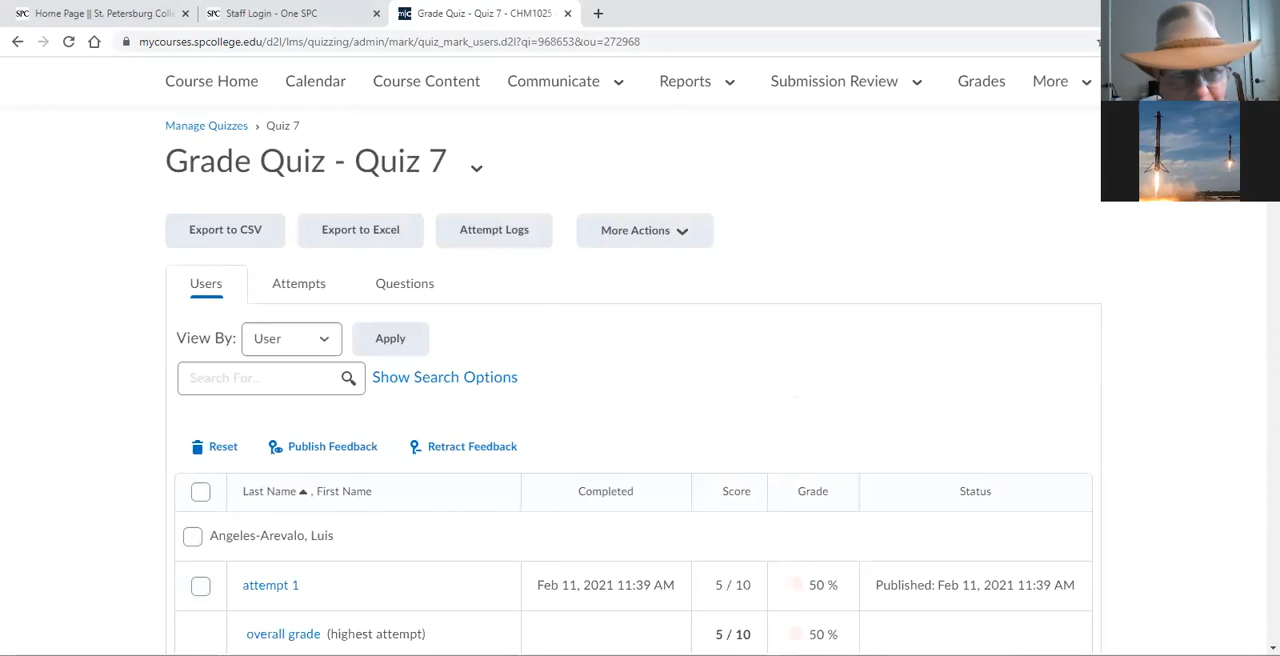 Home Page || St. Petersburg Coll
Staff Login - One SPC
Grade Quiz - Quiz 7 - CHM1025
mycourses.spcollege.edu/d2l/lms/quizzing/admin/mark/quiz_mark_users.d2l?qi=968653&ou=272968
Course Home Calendar Course Content Communicate Reports Submission Review Grades More
Manage Quizzes › Quiz 7
Grade Quiz - Quiz 7
Export to CSV Export to Excel Attempt Logs More Actions
Users Attempts Questions
View By: User Apply
Search For... Show Search Options
Reset Publish Feedback Retract Feedback
Last Name , First Name Completed Score Grade Status
Angeles-Arevalo, Luis
attempt 1 Feb 11, 2021 11:39 AM 5 / 10 50 % Published: Feb 11, 2021 11:39 AM
overall grade (highest attempt) 5 / 10 50 %